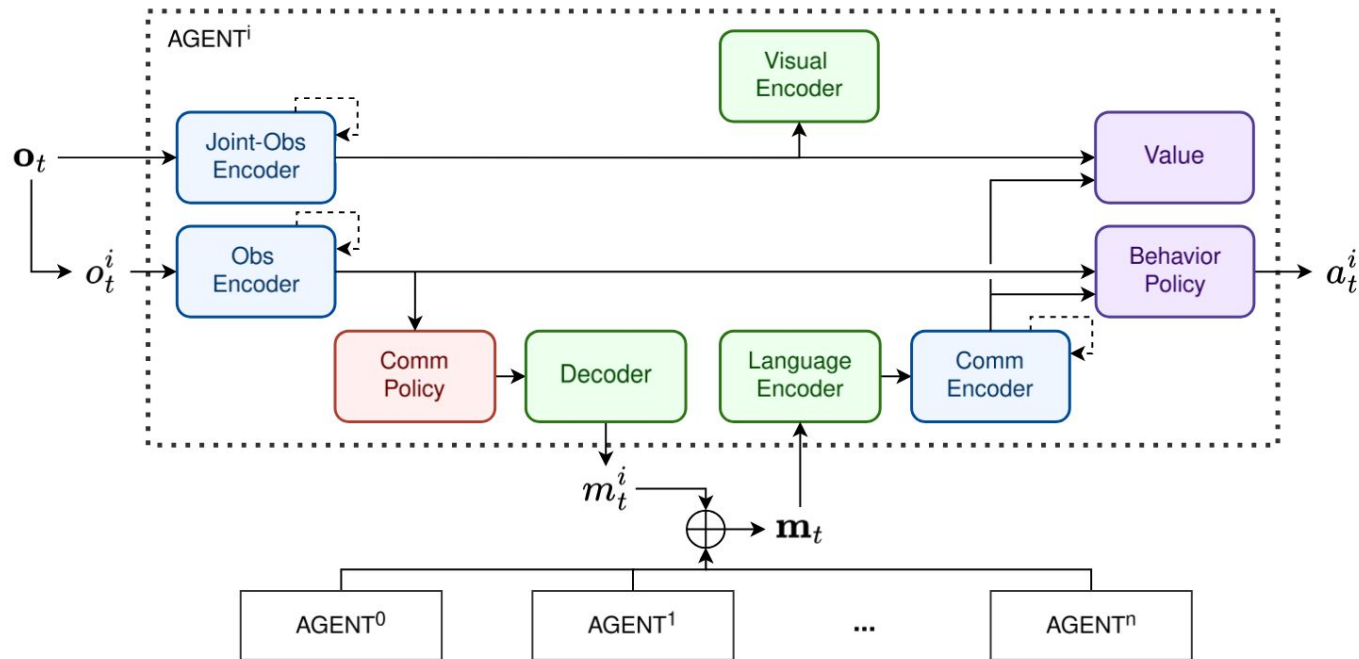 AGENTⁱ
Visual
Encoder
Joint-Obs
Encoder
Value
𝐨ₜ
Obs
Encoder
Behavior
Policy
oₜⁱ
aₜⁱ
Comm
Policy
Decoder
Language
Encoder
Comm
Encoder
mₜⁱ
𝐦ₜ
AGENT⁰
AGENT¹
...
AGENTⁿ